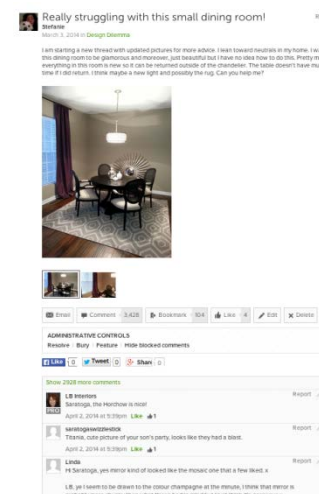 Really struggling with this small dining room!
Stefanie
March 3, 2014 in Design Dilemma
I am starting a new thread with updated pictures for more advice. I lean toward neutrals in my home. I wa
this dining room to be glamorous and moreover, just beautiful but I have no idea how to do this. Pretty m
everything in this room is new so it can be returned outside of the chandelier. The table doesn't have mu
time if I did return. I think maybe a new light and possibly the rug. Can you help me?
Email Comment 3,428 Bookmark 104 Like 4 Edit Delete
ADMINISTRATIVE CONTROLS
Resolve Bury Feature Hide blocked comments
Like 0 Tweet 0 Share 0
Show 2928 more comments
LB Interiors Report
Saratoga, the Horchow is nice!
PRO
April 2, 2014 at 5:39pm Like 1
saratogaswizzlestick Report
Titania, cute picture of your son's party, looks like they had a blast.
April 2, 2014 at 5:39pm Like 1
Linda Report
Hi Saratoga, yes mirror kind of looked like the mosaic one that a few liked. x
LB, ye I seem to be drawn to the colour champagne at the minute, I think that mirror is